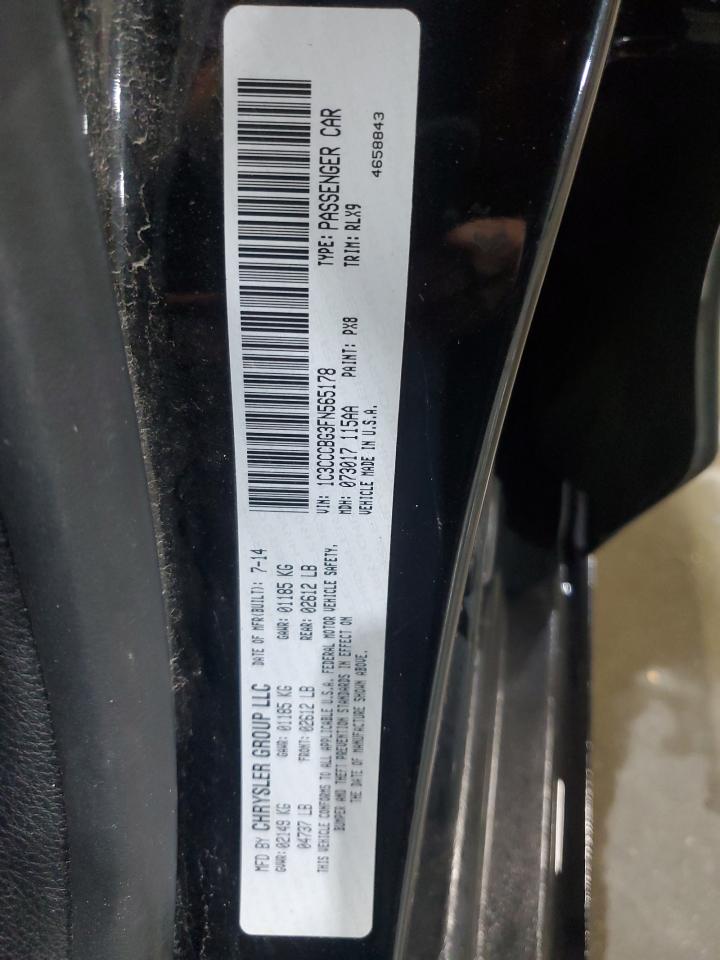 MFD BY CHRYSLER GROUP LLC DATE OF MFR(BUILT): 7-14
GVWR: 02149 KG GAWR: 01185 KG GAWR: 01185 KG
04737 LB FRONT: 02612 LB REAR: 02612 LB
THIS VEHICLE CONFORMS TO ALL APPLICABLE U.S.A. FEDERAL MOTOR VEHICLE SAFETY,
BUMPER AND THEFT PREVENTION STANDARDS IN EFFECT ON
THE DATE OF MANUFACTURE SHOWN ABOVE.
VIN: 1C3CCCBG3FN565178 TYPE: PASSENGER CAR
MDH: 073017 115AA PAINT: PX8 TRIM: RLX9
VEHICLE MADE IN U.S.A.
4658843